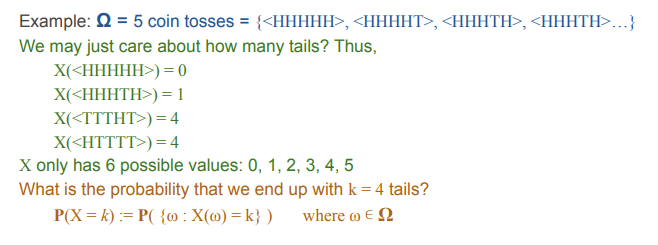 Example: Ω = 5 coin tosses = {<HHHHH>, <HHHHT>, <HHHTH>, <HHHTH>…}
We may just care about how many tails? Thus,
X(<HHHHH>) = 0
X(<HHHTH>) = 1
X(<TTTHT>) = 4
X(<HTTTT>) = 4
X only has 6 possible values: 0, 1, 2, 3, 4, 5
What is the probability that we end up with k = 4 tails?
P(X = k) := P( {ω : X(ω) = k} ) where ω ∈ Ω